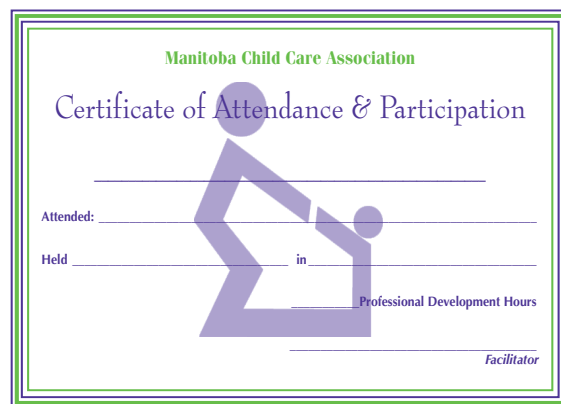 Manitoba Child Care Association
Certificate of Attendance & Participation
Attended:
Held in
Professional Development Hours
Facilitator